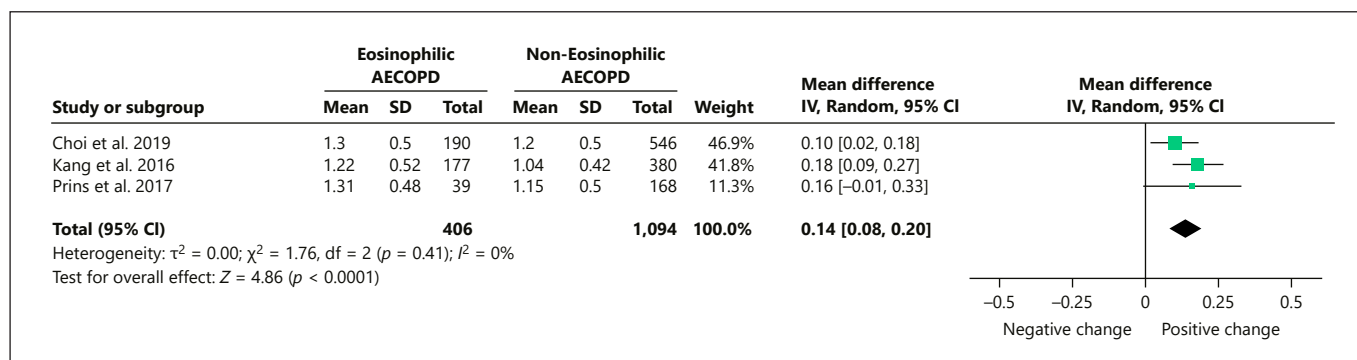 Eosinophilic AECOPD Non-Eosinophilic AECOPD Mean difference Mean difference
Study or subgroup Mean SD Total Mean SD Total Weight IV, Random, 95% CI IV, Random, 95% CI
Choi et al. 2019 1.3 0.5 190 1.2 0.5 546 46.9% 0.10 [0.02, 0.18]
Kang et al. 2016 1.22 0.52 177 1.04 0.42 380 41.8% 0.18 [0.09, 0.27]
Prins et al. 2017 1.31 0.48 39 1.15 0.5 168 11.3% 0.16 [–0.01, 0.33]
Total (95% CI) 406 1,094 100.0% 0.14 [0.08, 0.20]
Heterogeneity: τ² = 0.00; χ² = 1.76, df = 2 (p = 0.41); I² = 0%
Test for overall effect: Z = 4.86 (p < 0.0001)
–0.5 –0.25 0 0.25 0.5
Negative change Positive change